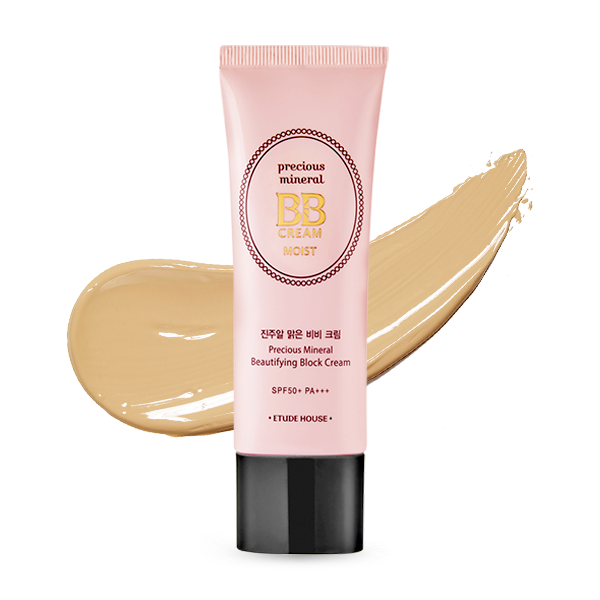 precious
mineral
BB
CREAM
MOIST
진주알 맑은 비비 크림
Precious Mineral
Beautifying Block Cream
SPF50+ PA+++
• ETUDE HOUSE •